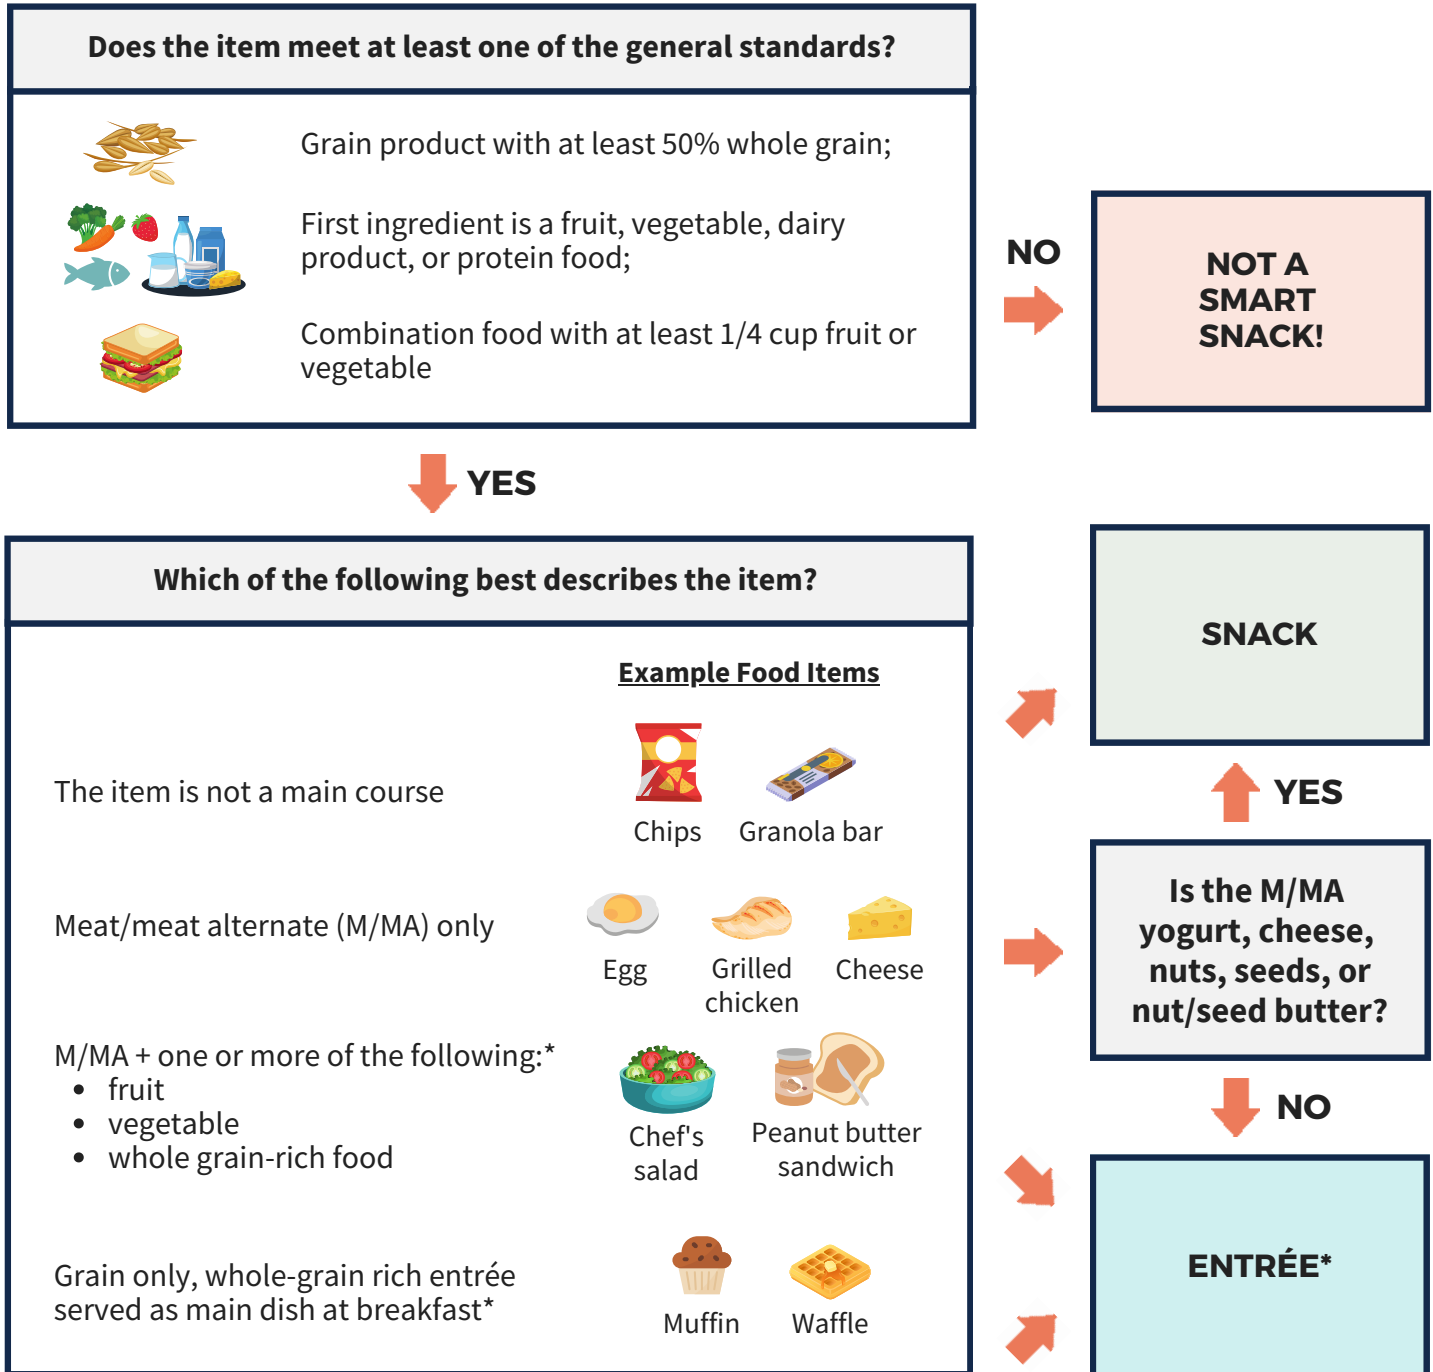 Does the item meet at least one of the general standards?
Grain product with at least 50% whole grain;
First ingredient is a fruit, vegetable, dairy
product, or protein food;
Combination food with at least 1/4 cup fruit or
vegetable
NO
NOT A
SMART
SNACK!
YES
Which of the following best describes the item?
Example Food Items
The item is not a main course
Chips
Granola bar
Meat/meat alternate (M/MA) only
Egg
Grilled
chicken
Cheese
M/MA + one or more of the following:*
• fruit
• vegetable
• whole grain-rich food
Chef's
salad
Peanut butter
sandwich
Grain only, whole-grain rich entrée
served as main dish at breakfast*
Muffin
Waffle
SNACK
YES
Is the M/MA
yogurt, cheese,
nuts, seeds, or
nut/seed butter?
NO
ENTRÉE*